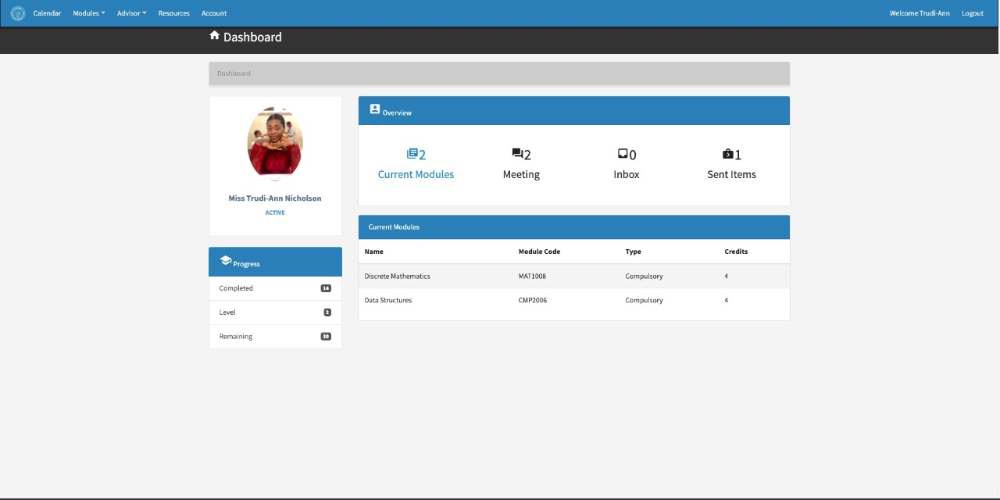 Calendar Modules Advisor Resources Account Welcome Trudi-Ann Logout
Dashboard
Dashboard
Miss Trudi-Ann Nicholson
ACTIVE
Progress
Completed 14
Level 2
Remaining 30
Overview
2 2 0 1
Current Modules Meeting Inbox Sent Items
Current Modules
Name Module Code Type Credits
Discrete Mathematics MAT1008 Compulsory 4
Data Structures CMP2006 Compulsory 4